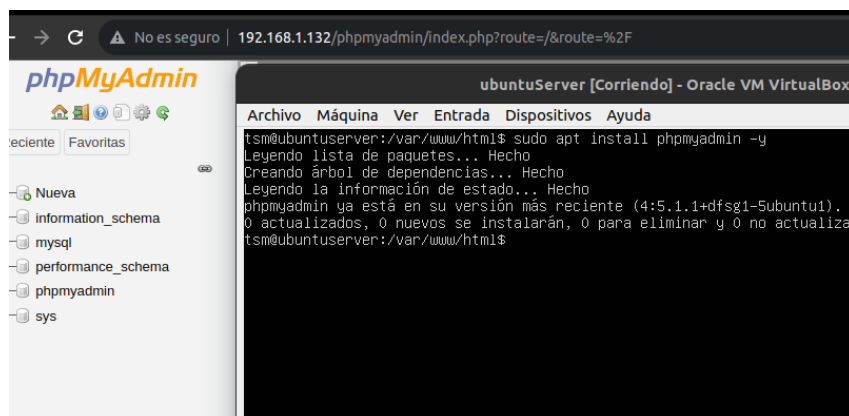 No es seguro | 192.168.1.132/phpmyadmin/index.php?route=/&route=%2F
phpMyAdmin
eciente Favoritas
Nueva
information_schema
mysql
performance_schema
phpmyadmin
sys
ubuntuServer [Corriendo] - Oracle VM VirtualBox
Archivo Máquina Ver Entrada Dispositivos Ayuda
tsm@ubuntuserver:/var/www/html$ sudo apt install phpmyadmin -y
Leyendo lista de paquetes... Hecho
Creando árbol de dependencias... Hecho
Leyendo la información de estado... Hecho
phpmyadmin ya está en su versión más reciente (4:5.1.1+dfsg1-5ubuntu1).
0 actualizados, 0 nuevos se instalarán, 0 para eliminar y 0 no actualiza
tsm@ubuntuserver:/var/www/html$